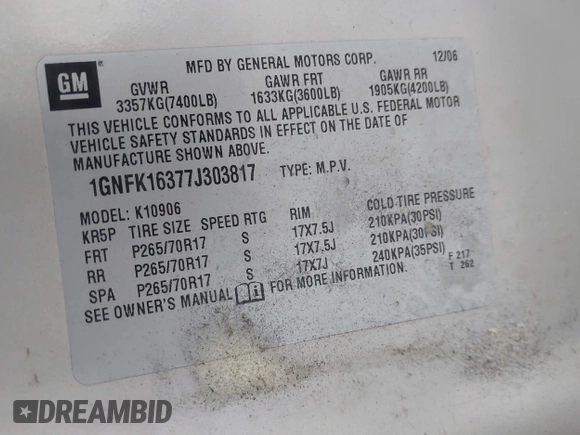 GM ®
MFD BY GENERAL MOTORS CORP. 12/06
GVWR GAWR FRT GAWR RR
3357KG(7400LB) 1633KG(3600LB) 1905KG(4200LB)
THIS VEHICLE CONFORMS TO ALL APPLICABLE U.S. FEDERAL MOTOR
VEHICLE SAFETY STANDARDS IN EFFECT ON THE DATE OF
MANUFACTURE SHOWN ABOVE.
1GNFK16377J303817 TYPE: M.P.V.
MODEL: K10906
KR5P TIRE SIZE SPEED RTG RIM COLD TIRE PRESSURE
FRT P265/70R17 S 17X7.5J 210KPA(30PSI)
RR P265/70R17 S 17X7.5J 210KPA(30PSI)
SPA P265/70R17 S 17X7J 240KPA(35PSI)
SEE OWNER'S MANUAL FOR MORE INFORMATION.
F 217
T 262
DREAMBID